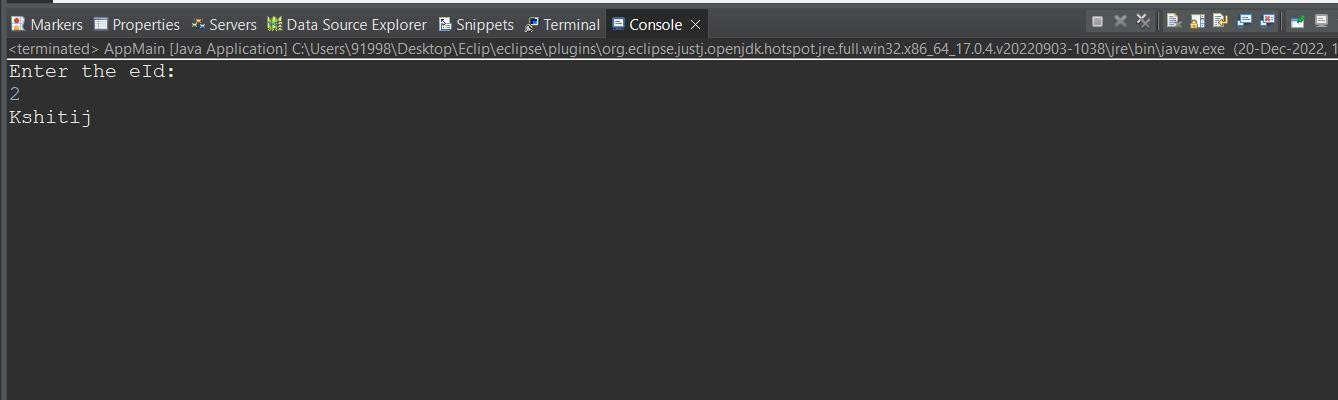 Markers Properties Servers Data Source Explorer Snippets Terminal Console
<terminated> AppMain [Java Application] C:\Users\91998\Desktop\Eclip\eclipse\plugins\org.eclipse.justj.openjdk.hotspot.jre.full.win32.x86_64_17.0.4.v20220903-1038\jre\bin\javaw.exe (20-Dec-2022, 1
Enter the eId:
2
Kshitij